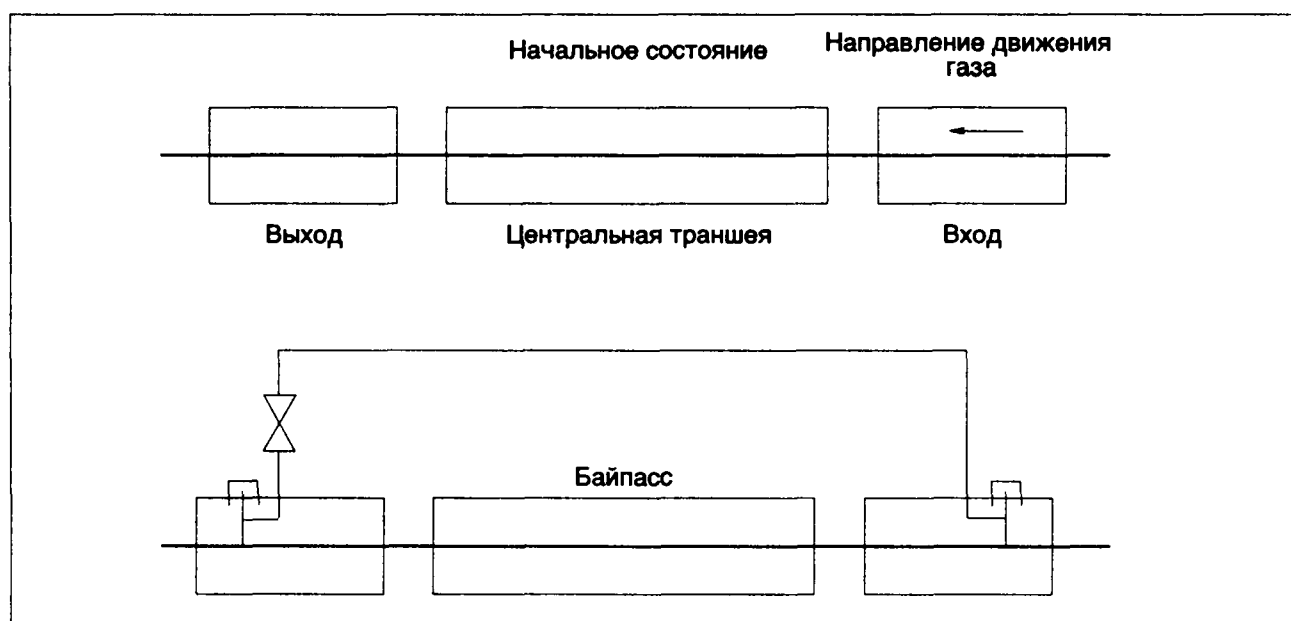 Начальное состояние
Направление движения
газа
Выход
Центральная траншея
Вход
Байпасс